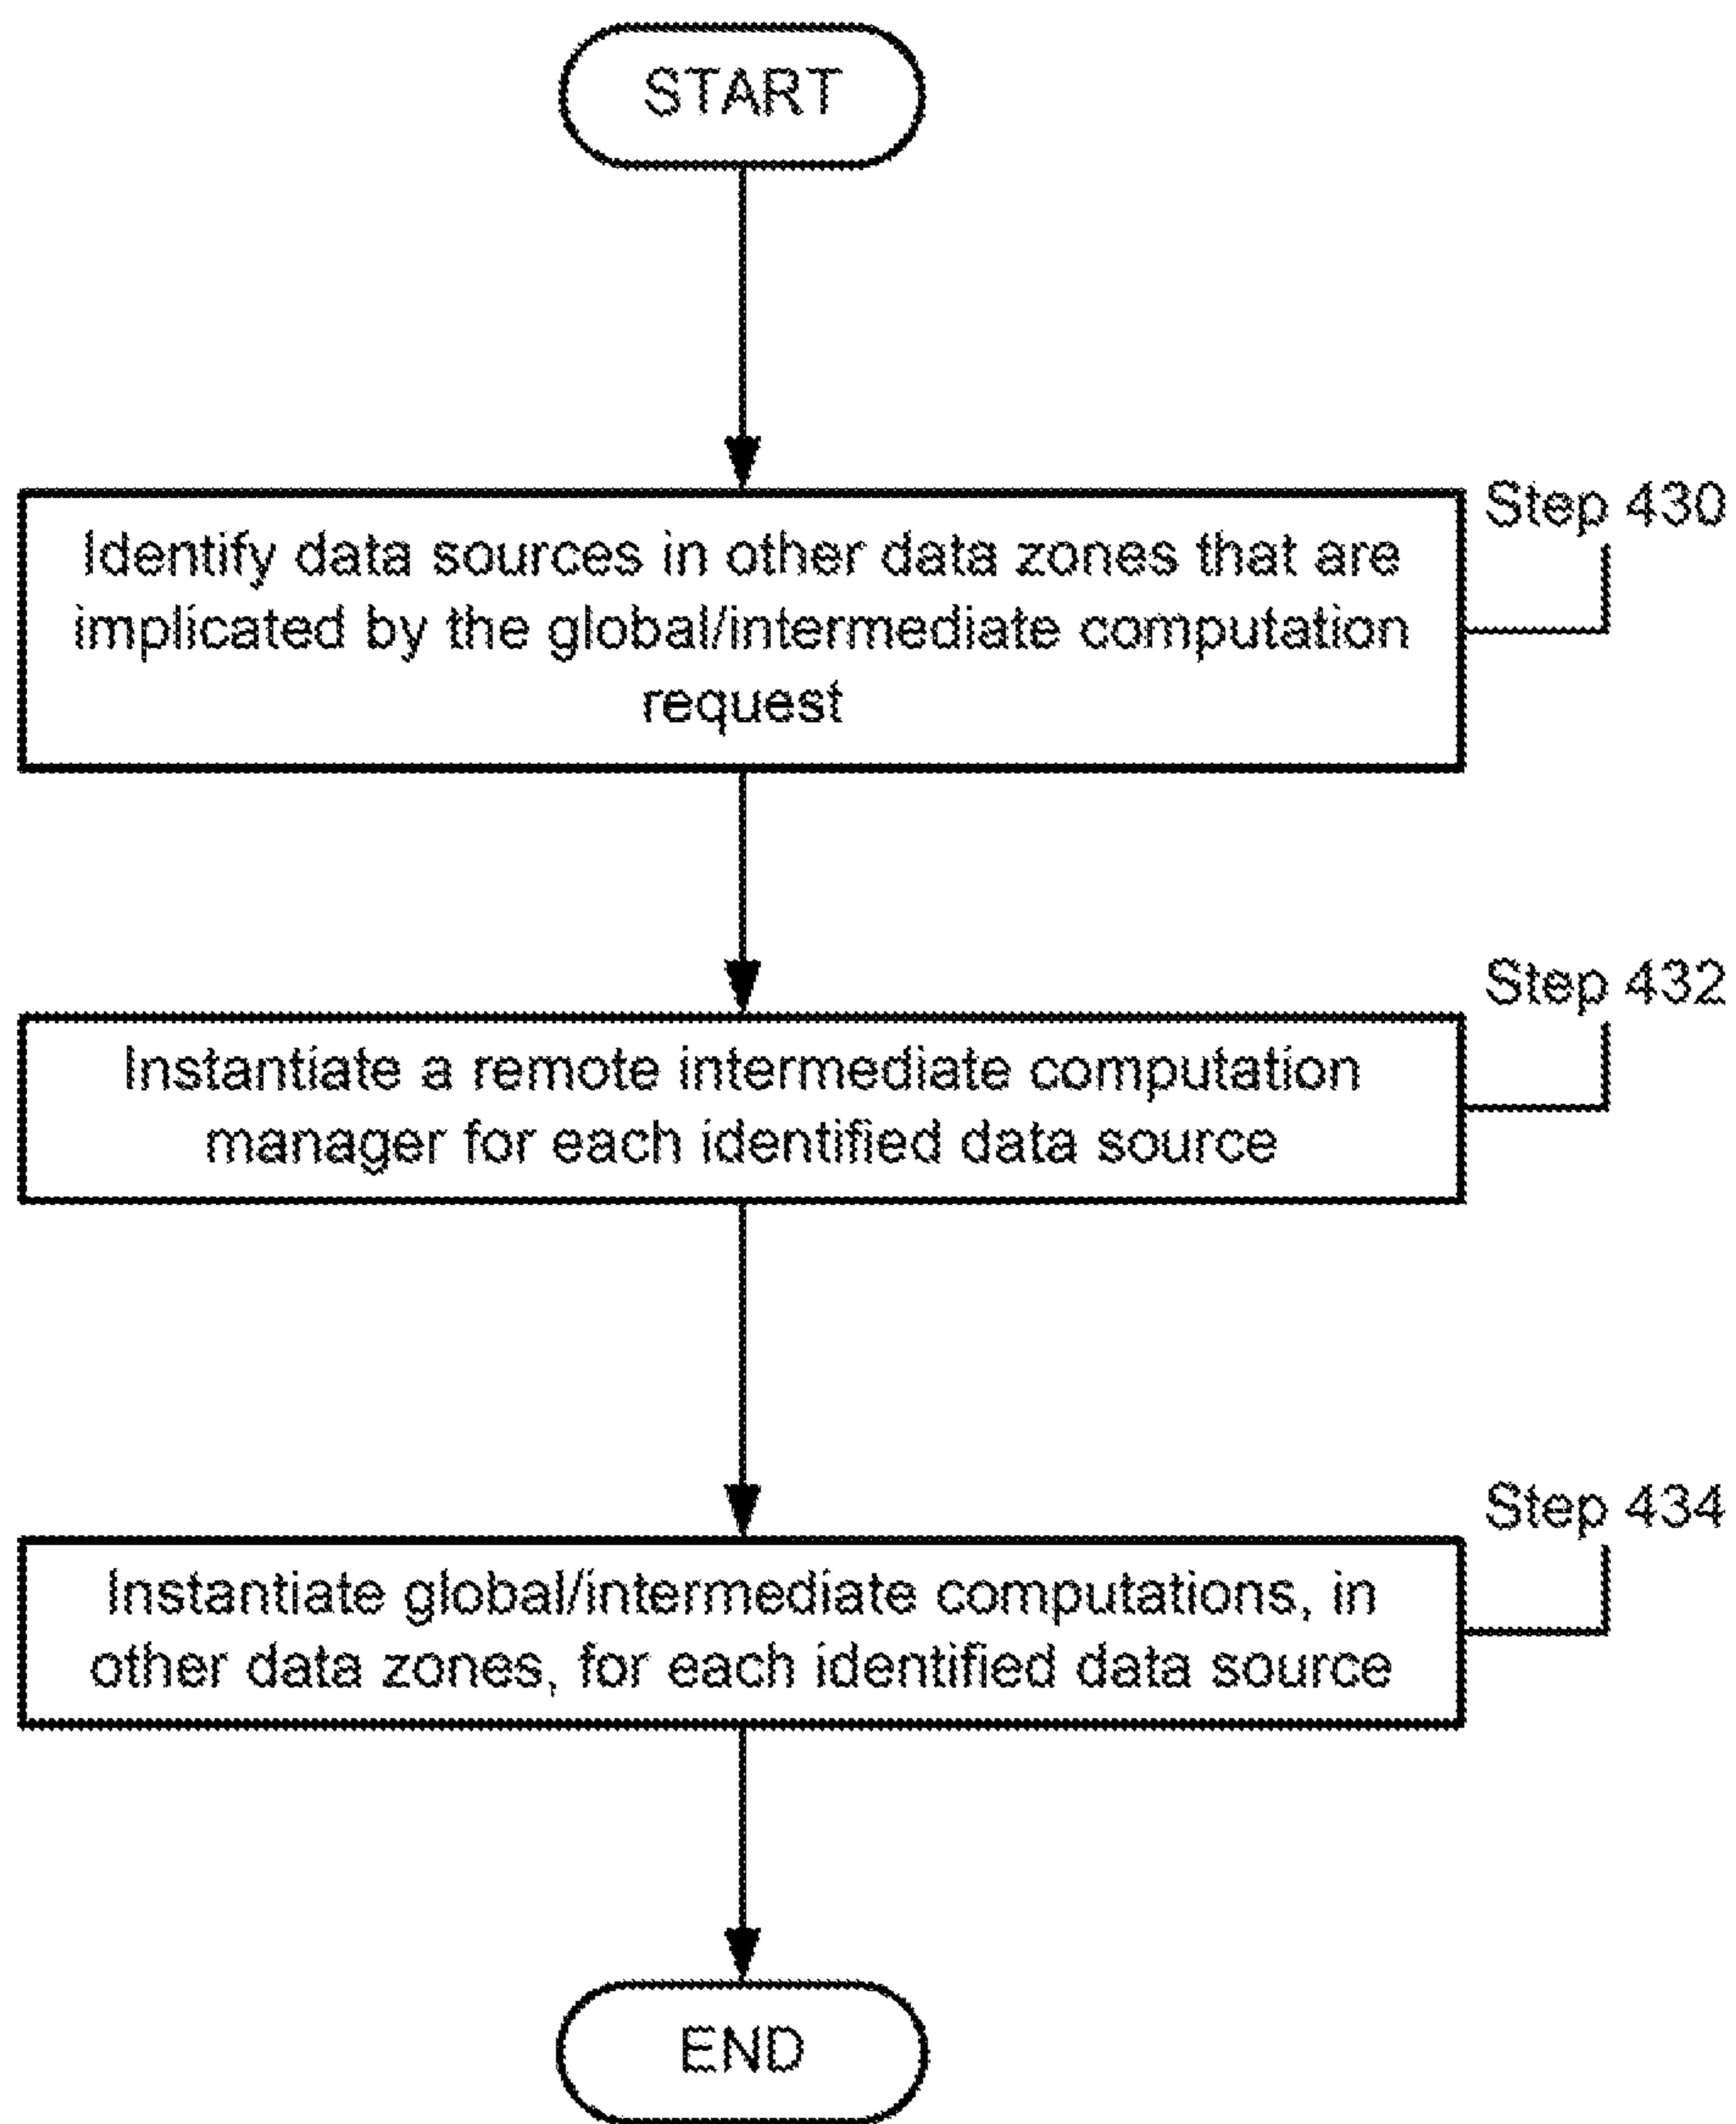 START
Step 430
Identify data sources in other data zones that are
implicated by the global/intermediate computation
request
Step 432
Instantiate a remote intermediate computation
manager for each identified data source
Step 434
Instantiate global/intermediate computations, in
other data zones, for each identified data source
END